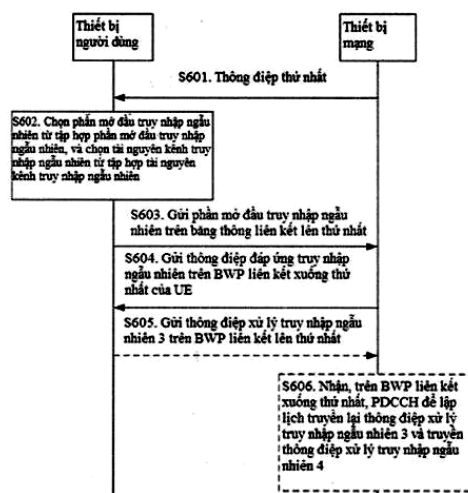 Thiết bị
người dùng
Thiết bị
mạng
S601. Thông điệp thứ nhất
S602. Chọn phần mở đầu truy nhập ngẫu
nhiên từ tập hợp phần mở đầu truy nhập
ngẫu nhiên, và chọn tài nguyên kênh truy
nhập ngẫu nhiên từ tập hợp tài nguyên
kênh truy nhập ngẫu nhiên
S603. Gửi phần mở đầu truy nhập ngẫu
nhiên trên băng thông liên kết lên thứ nhất
S604. Gửi thông điệp đáp ứng truy nhập
ngẫu nhiên trên BWP liên kết xuống thứ
nhất của UE
S605. Gửi thông điệp xử lý truy nhập ngẫu
nhiên 3 trên BWP liên kết lên thứ nhất
S606. Nhận, trên BWP liên kết
xuống thứ nhất, PDCCH để lập
lịch truyền lại thông điệp xử lý
truy nhập ngẫu nhiên 3 và truyền
thông điệp xử lý truy nhập ngẫu
nhiên 4